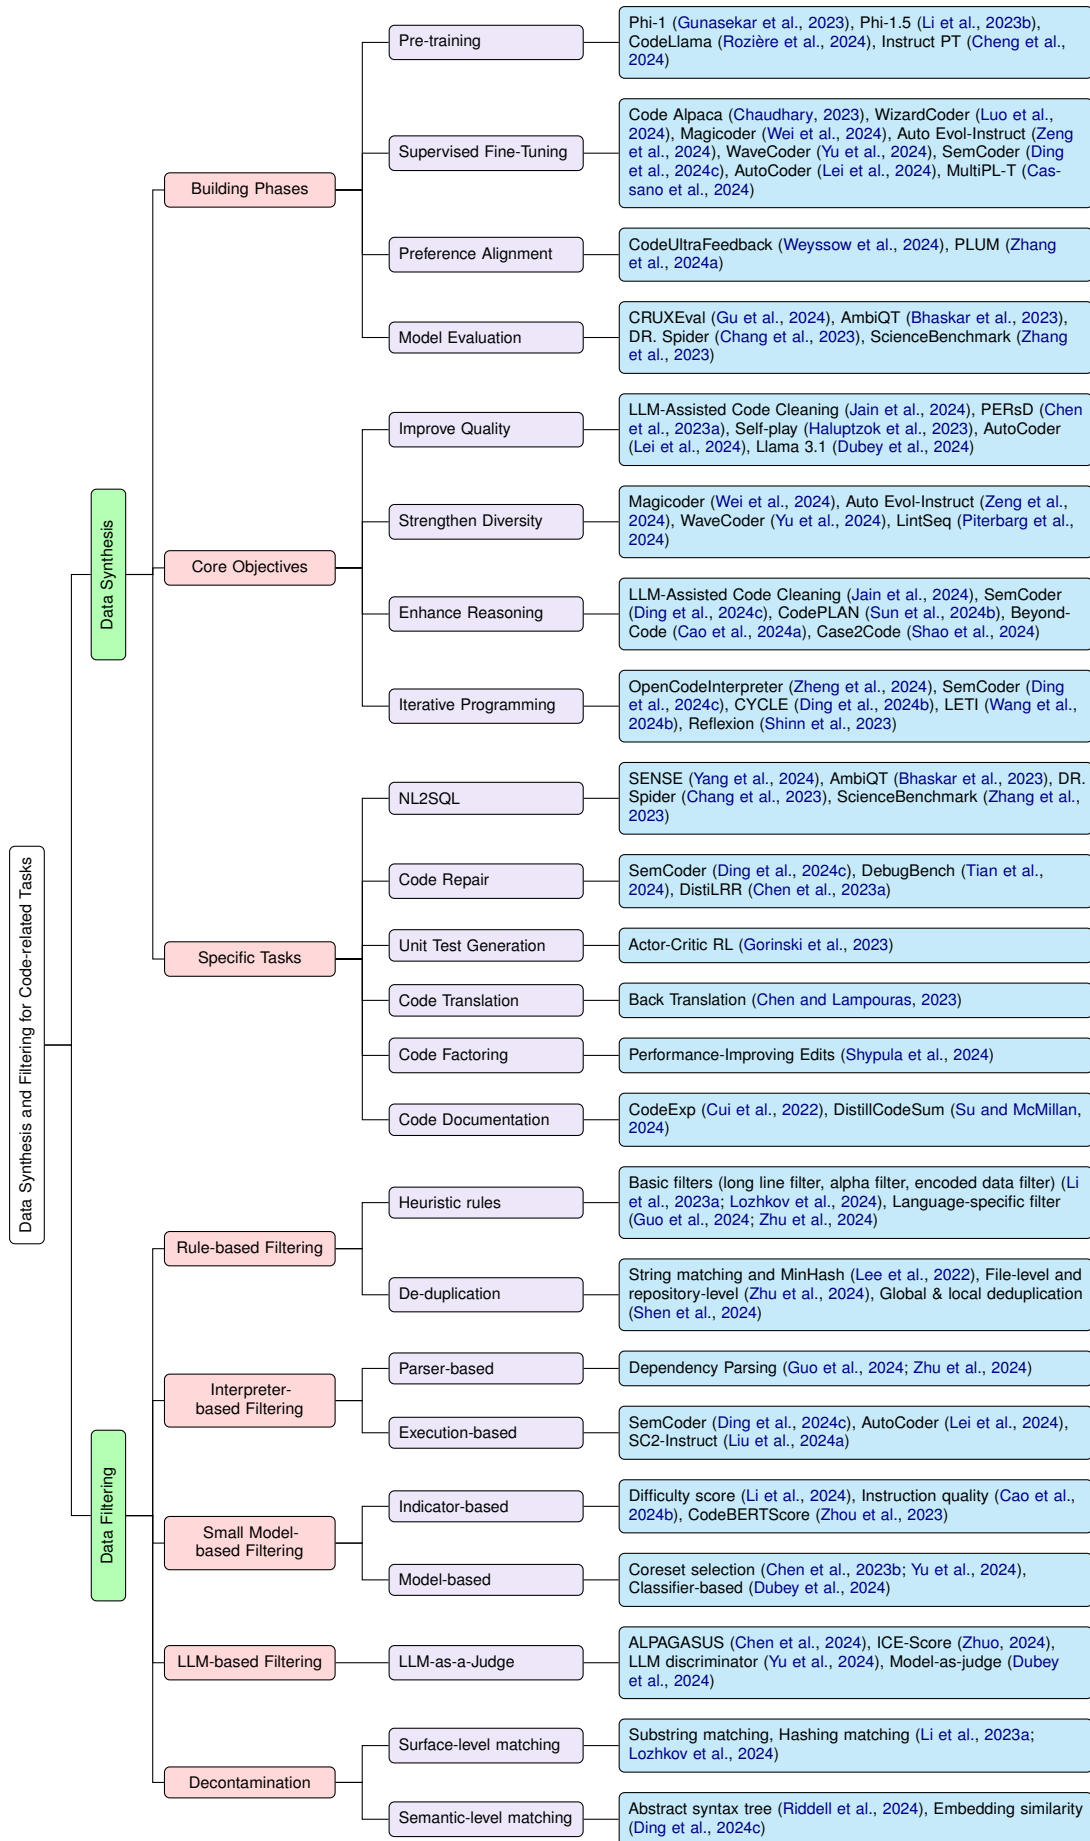 Data Synthesis and Filtering for Code-related Tasks
Data Synthesis
Building Phases
Pre-training
Phi-1 (Gunasekar et al., 2023), Phi-1.5 (Li et al., 2023b),
CodeLlama (Rozière et al., 2024), Instruct PT (Cheng et al.,
2024)
Supervised Fine-Tuning
Code Alpaca (Chaudhary, 2023), WizardCoder (Luo et al.,
2024), Magicoder (Wei et al., 2024), Auto Evol-Instruct (Zeng
et al., 2024), WaveCoder (Yu et al., 2024), SemCoder (Ding
et al., 2024c), AutoCoder (Lei et al., 2024), MultiPL-T (Cas-
sano et al., 2024)
Preference Alignment
CodeUltraFeedback (Weyssow et al., 2024), PLUM (Zhang
et al., 2024a)
Model Evaluation
CRUXEval (Gu et al., 2024), AmbiQT (Bhaskar et al., 2023),
DR. Spider (Chang et al., 2023), ScienceBenchmark (Zhang
et al., 2023)
Core Objectives
Improve Quality
LLM-Assisted Code Cleaning (Jain et al., 2024), PERsD (Chen
et al., 2023a), Self-play (Haluptzok et al., 2023), AutoCoder
(Lei et al., 2024), Llama 3.1 (Dubey et al., 2024)
Strengthen Diversity
Magicoder (Wei et al., 2024), Auto Evol-Instruct (Zeng et al.,
2024), WaveCoder (Yu et al., 2024), LintSeq (Piterbarg et al.,
2024)
Enhance Reasoning
LLM-Assisted Code Cleaning (Jain et al., 2024), SemCoder
(Ding et al., 2024c), CodePLAN (Sun et al., 2024b), Beyond-
Code (Cao et al., 2024a), Case2Code (Shao et al., 2024)
Iterative Programming
OpenCodeInterpreter (Zheng et al., 2024), SemCoder (Ding
et al., 2024c), CYCLE (Ding et al., 2024b), LETI (Wang et al.,
2024b), Reflexion (Shinn et al., 2023)
Specific Tasks
NL2SQL
SENSE (Yang et al., 2024), AmbiQT (Bhaskar et al., 2023), DR.
Spider (Chang et al., 2023), ScienceBenchmark (Zhang et al.,
2023)
Code Repair
SemCoder (Ding et al., 2024c), DebugBench (Tian et al.,
2024), DistiLRR (Chen et al., 2023a)
Unit Test Generation
Actor-Critic RL (Gorinski et al., 2023)
Code Translation
Back Translation (Chen and Lampouras, 2023)
Code Factoring
Performance-Improving Edits (Shypula et al., 2024)
Code Documentation
CodeExp (Cui et al., 2022), DistillCodeSum (Su and McMillan,
2024)
Data Filtering
Rule-based Filtering
Heuristic rules
Basic filters (long line filter, alpha filter, encoded data filter) (Li
et al., 2023a; Lozhkov et al., 2024), Language-specific filter
(Guo et al., 2024; Zhu et al., 2024)
De-duplication
String matching and MinHash (Lee et al., 2022), File-level and
repository-level (Zhu et al., 2024), Global & local deduplication
(Shen et al., 2024)
Interpreter-
based Filtering
Parser-based
Dependency Parsing (Guo et al., 2024; Zhu et al., 2024)
Execution-based
SemCoder (Ding et al., 2024c), AutoCoder (Lei et al., 2024),
SC2-Instruct (Liu et al., 2024a)
Small Model-
based Filtering
Indicator-based
Difficulty score (Li et al., 2024), Instruction quality (Cao et al.,
2024b), CodeBERTScore (Zhou et al., 2023)
Model-based
Coreset selection (Chen et al., 2023b; Yu et al., 2024),
Classifier-based (Dubey et al., 2024)
LLM-based Filtering
LLM-as-a-Judge
ALPAGASUS (Chen et al., 2024), ICE-Score (Zhuo, 2024),
LLM discriminator (Yu et al., 2024), Model-as-judge (Dubey
et al., 2024)
Decontamination
Surface-level matching
Substring matching, Hashing matching (Li et al., 2023a;
Lozhkov et al., 2024)
Semantic-level matching
Abstract syntax tree (Riddell et al., 2024), Embedding similarity
(Ding et al., 2024c)